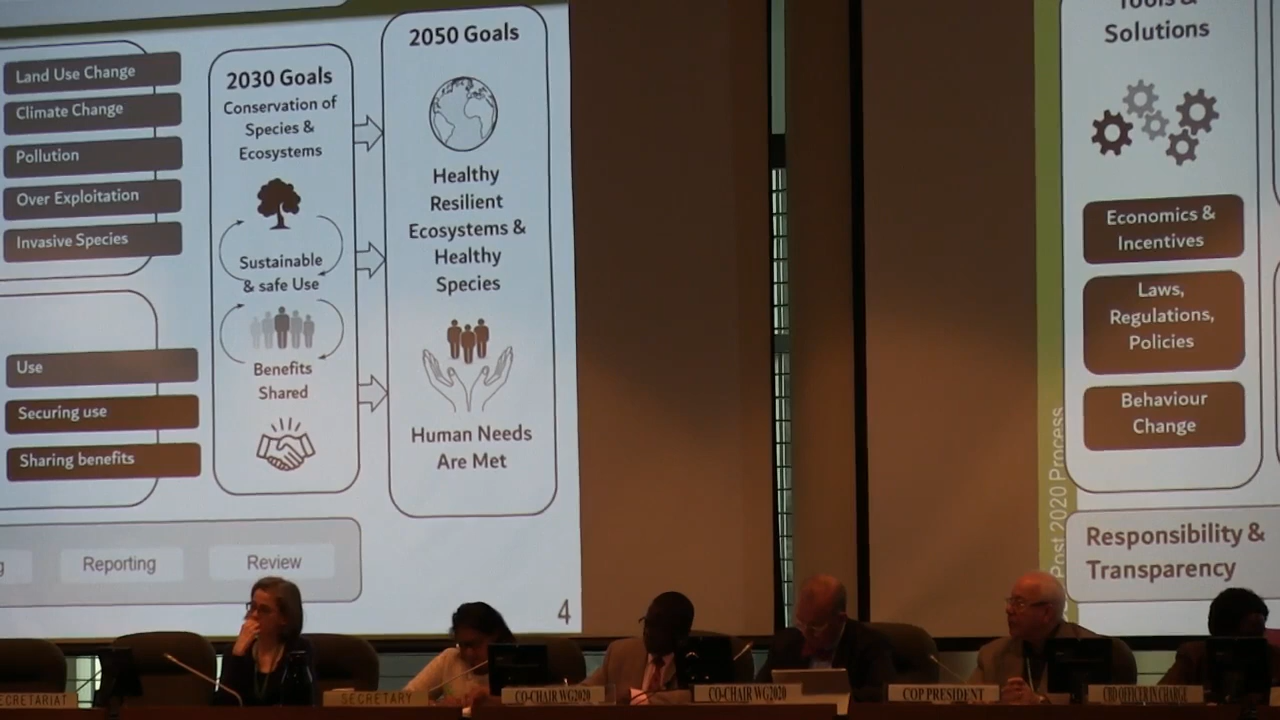 Land Use Change
Climate Change
Pollution
Over Exploitation
Invasive Species
Use
Securing use
Sharing benefits
Reporting
Review
2030 Goals
Conservation of
Species &
Ecosystems
Sustainable
& safe Use
Benefits
Shared
2050 Goals
Healthy
Resilient
Ecosystems &
Healthy
Species
Human Needs
Are Met
4
Tools &
Solutions
Economics &
Incentives
Laws,
Regulations,
Policies
Behaviour
Change
Post 2020 Process
Responsibility &
Transparency
SECRETARY
CO-CHAIR WG2020
CO-CHAIR WG2020
COP PRESIDENT
CBD OFFICER IN CHARGE